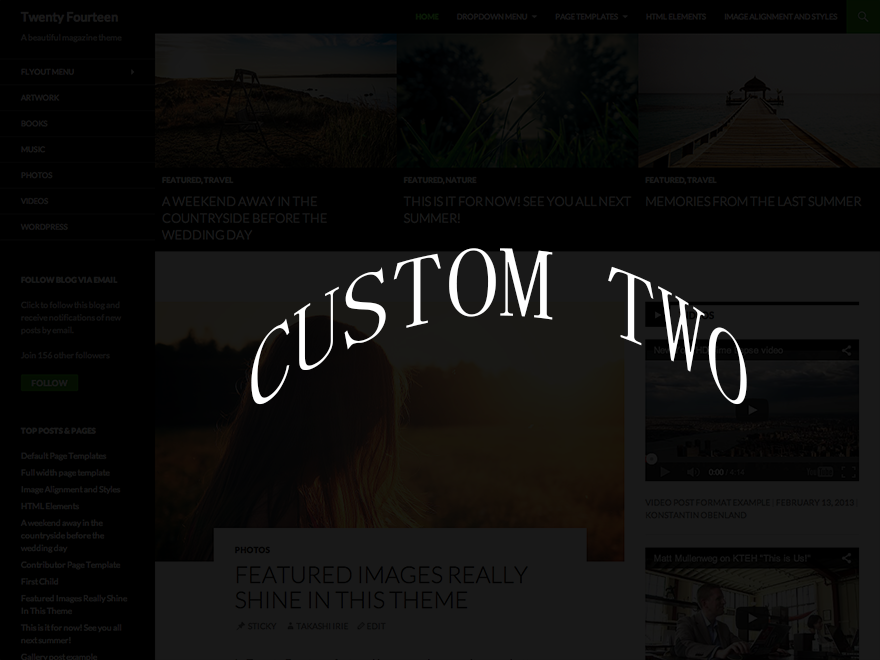 Twenty Fourteen
A beautiful magazine theme
HOME DROPDOWN MENU PAGE TEMPLATES HTML ELEMENTS IMAGE ALIGNMENT AND STYLES
FLYOUT MENU
ARTWORK
BOOKS
MUSIC
PHOTOS
VIDEOS
WORDPRESS
FEATURED, TRAVEL
A WEEKEND AWAY IN THE
COUNTRYSIDE BEFORE THE
WEDDING DAY
FEATURED, NATURE
THIS IS IT FOR NOW! SEE YOU ALL NEXT
SUMMER!
FEATURED, TRAVEL
MEMORIES FROM THE LAST SUMMER
CUSTOM TWO
FOLLOW BLOG VIA EMAIL
Click to follow this blog and
receive notifications of new
posts by email.
Join 156 other followers
FOLLOW
TOP POSTS & PAGES
Default Page Templates
Full-width page template
Image Alignment and Styles
HTML Elements
A weekend away in the
countryside before the
wedding day
Contributor Page Template
First Child
Featured Images Really Shine
In This Theme
This is it for now! See you all
next summer!
Gallery post example
PHOTOS
FEATURED IMAGES REALLY
SHINE IN THIS THEME
STICKY TAKASHI IRIE EDIT
0:00 / 4:11
VIDEO POST FORMAT EXAMPLE | FEBRUARY 13, 2013 |
KONSTANTIN OBENLAND
Matt Mullenweg on KTEH "This is Us!"